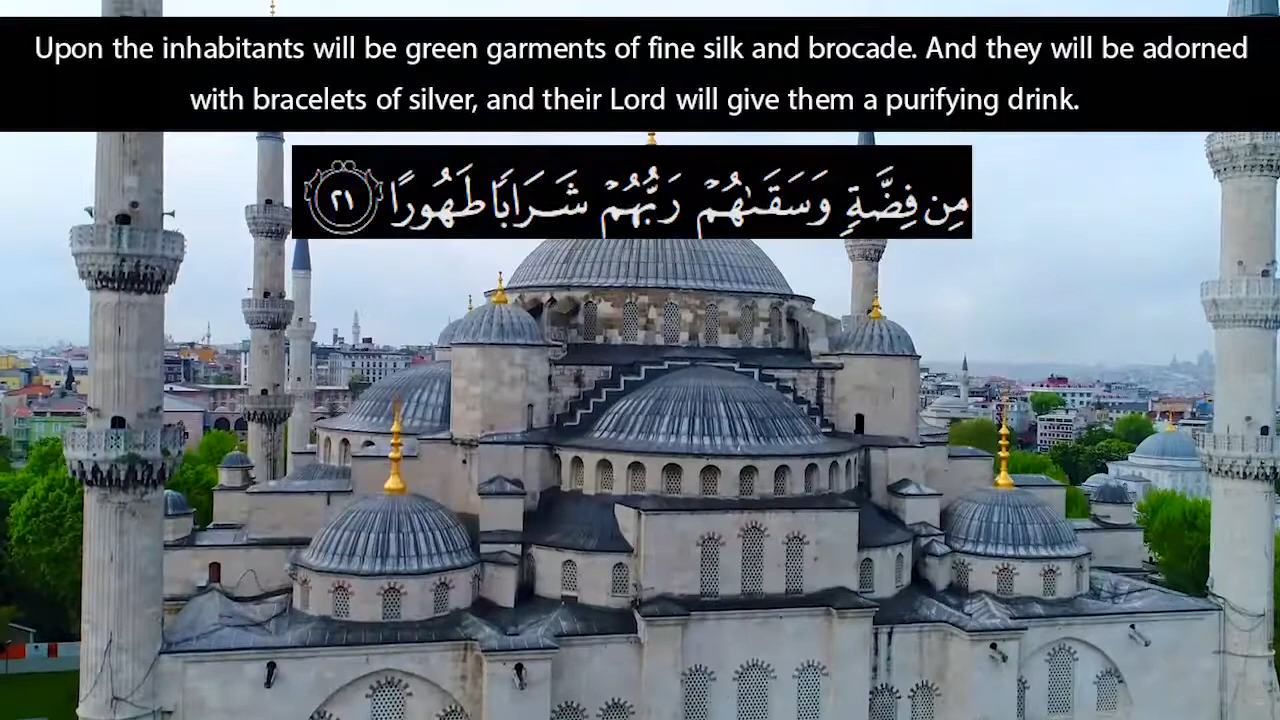 Upon the inhabitants will be green garments of fine silk and brocade. And they will be adorned
with bracelets of silver, and their Lord will give them a purifying drink.
مِن فِضَّةٍ وَسَقَىٰهُمْ رَبُّهُمْ شَرَابًا طَهُورًا ٢١